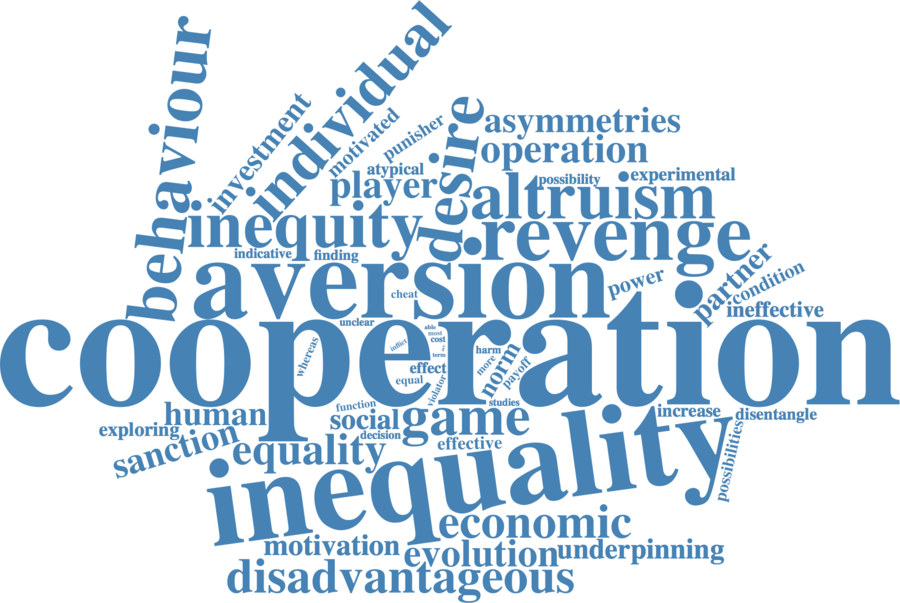 behaviour
individual
investment
motivated
punisher
desire
asymmetries
operation
atypical
player
possibility
experimental
altruism
inequity
revenge
indicative
finding
aversion
power
partner
condition
ineffective
cheat
unclear
cooperation
whereas
inflict
able
most
cost
term
effect
equal
violator
harm
more
norm
payoff
studies
function
human
social
game
increase
disentangle
exploring
sanction
decision
equality
effective
inequality
possibilities
economic
motivation
evolution
underpinning
disadvantageous